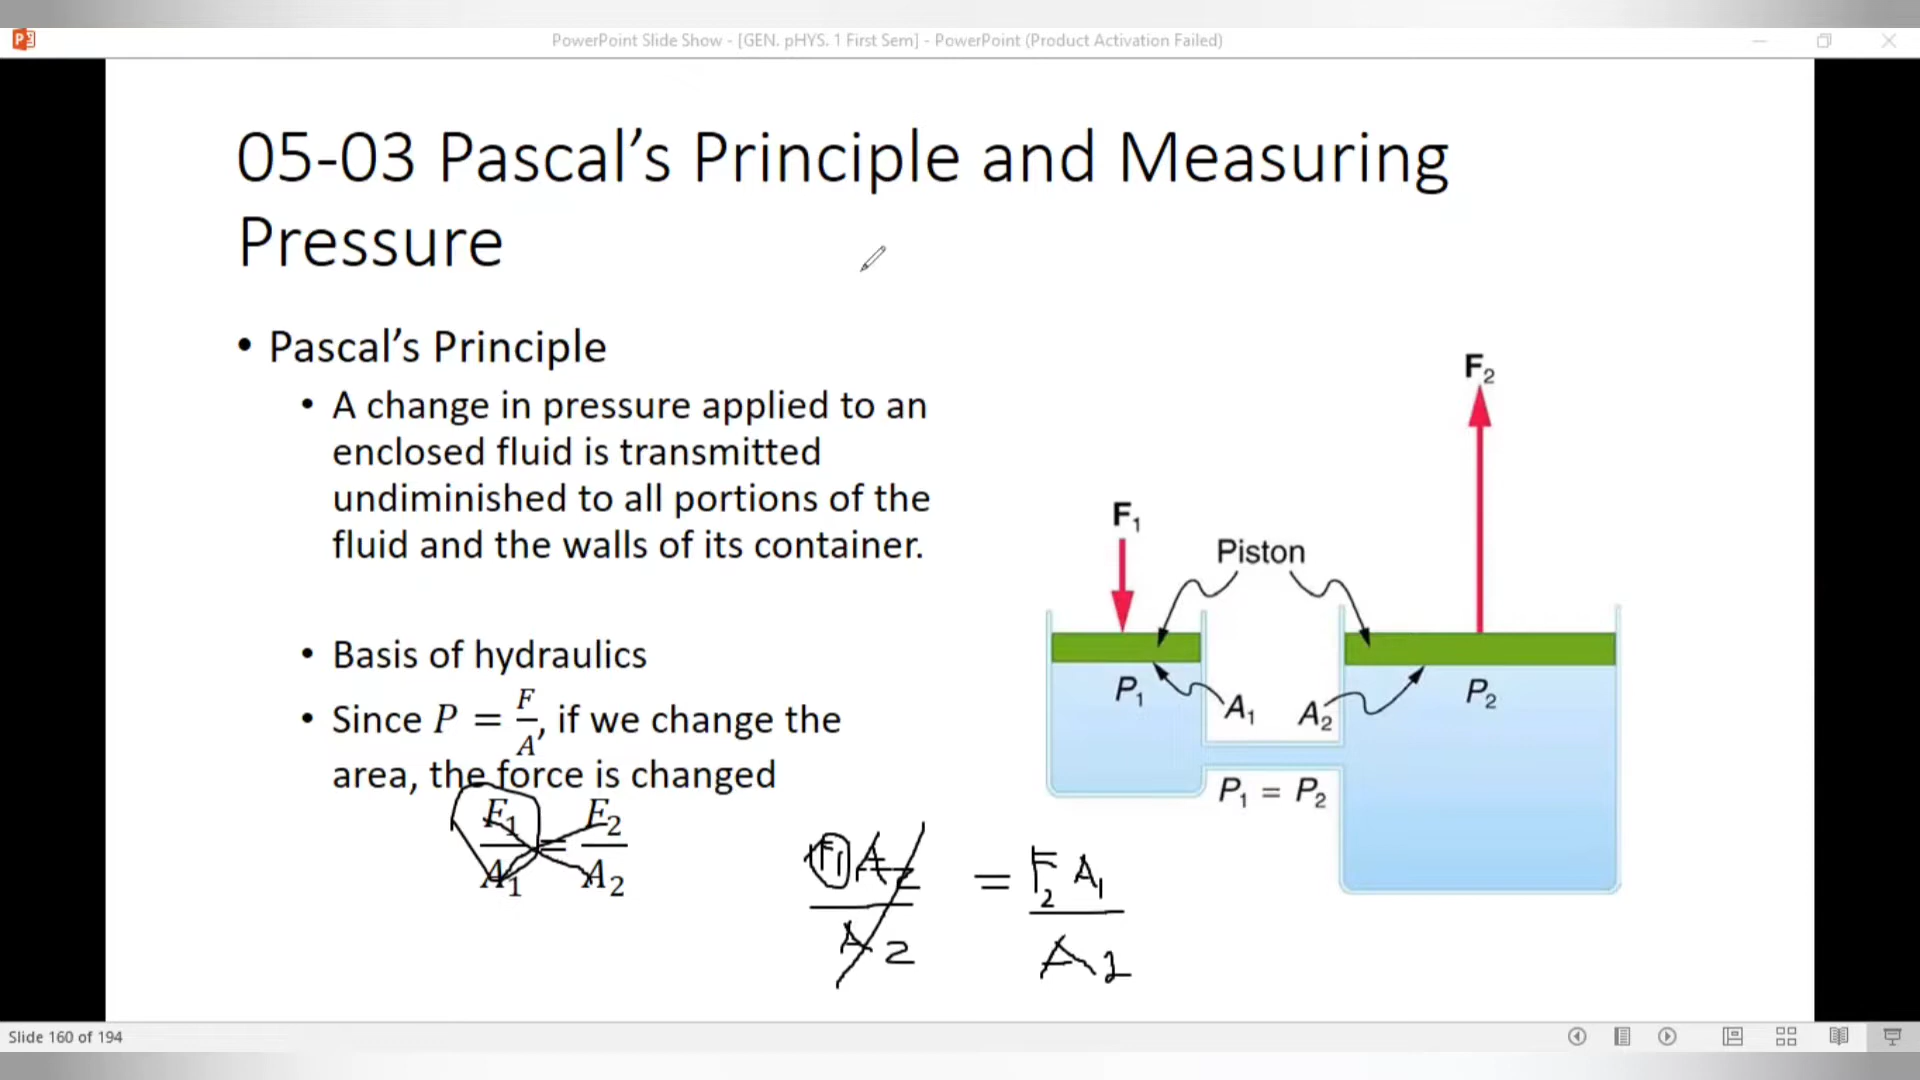 PowerPoint Slide Show - [GEN. pHYS. 1 First Sem] - PowerPoint (Product Activation Failed)
05-03 Pascal’s Principle and Measuring
Pressure
• Pascal’s Principle
• A change in pressure applied to an
enclosed fluid is transmitted
undiminished to all portions of the
fluid and the walls of its container.
• Basis of hydraulics
• Since P = F/A, if we change the
area, the force is changed
F₁/A₁ = F₂/A₂
F₁A₂/A₂ = F₂A₁/A₂
F₂
F₁
Piston
P₁
A₁
A₂
P₂
P₁ = P₂
Slide 160 of 194